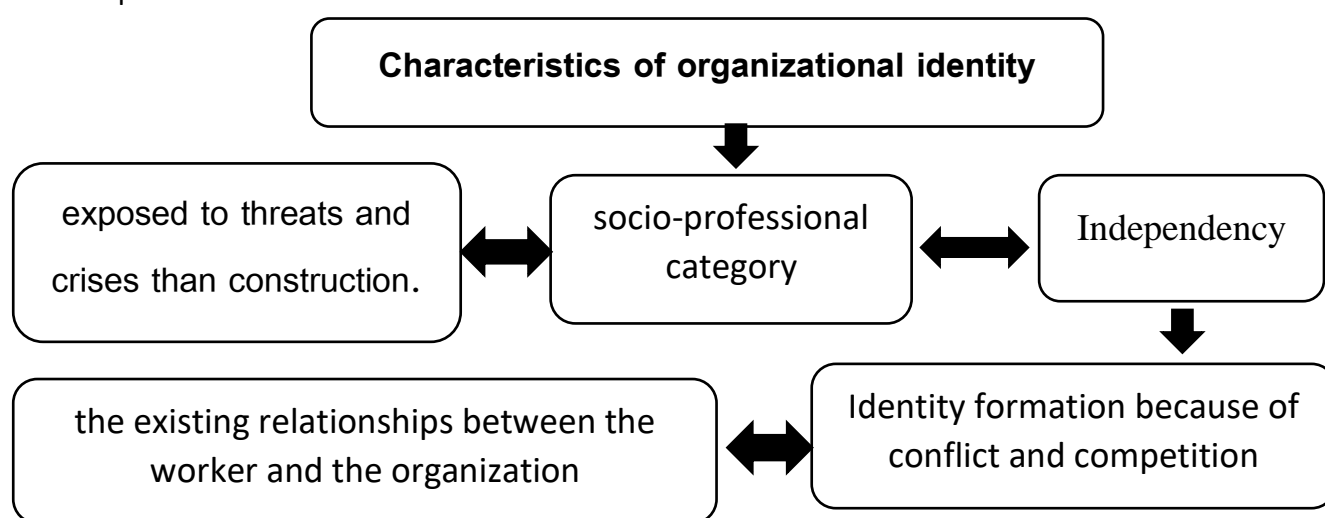 Characteristics of organizational identity
exposed to threats and
crises than construction.
socio-professional
category
Independency
the existing relationships between the
worker and the organization
Identity formation because of
conflict and competition